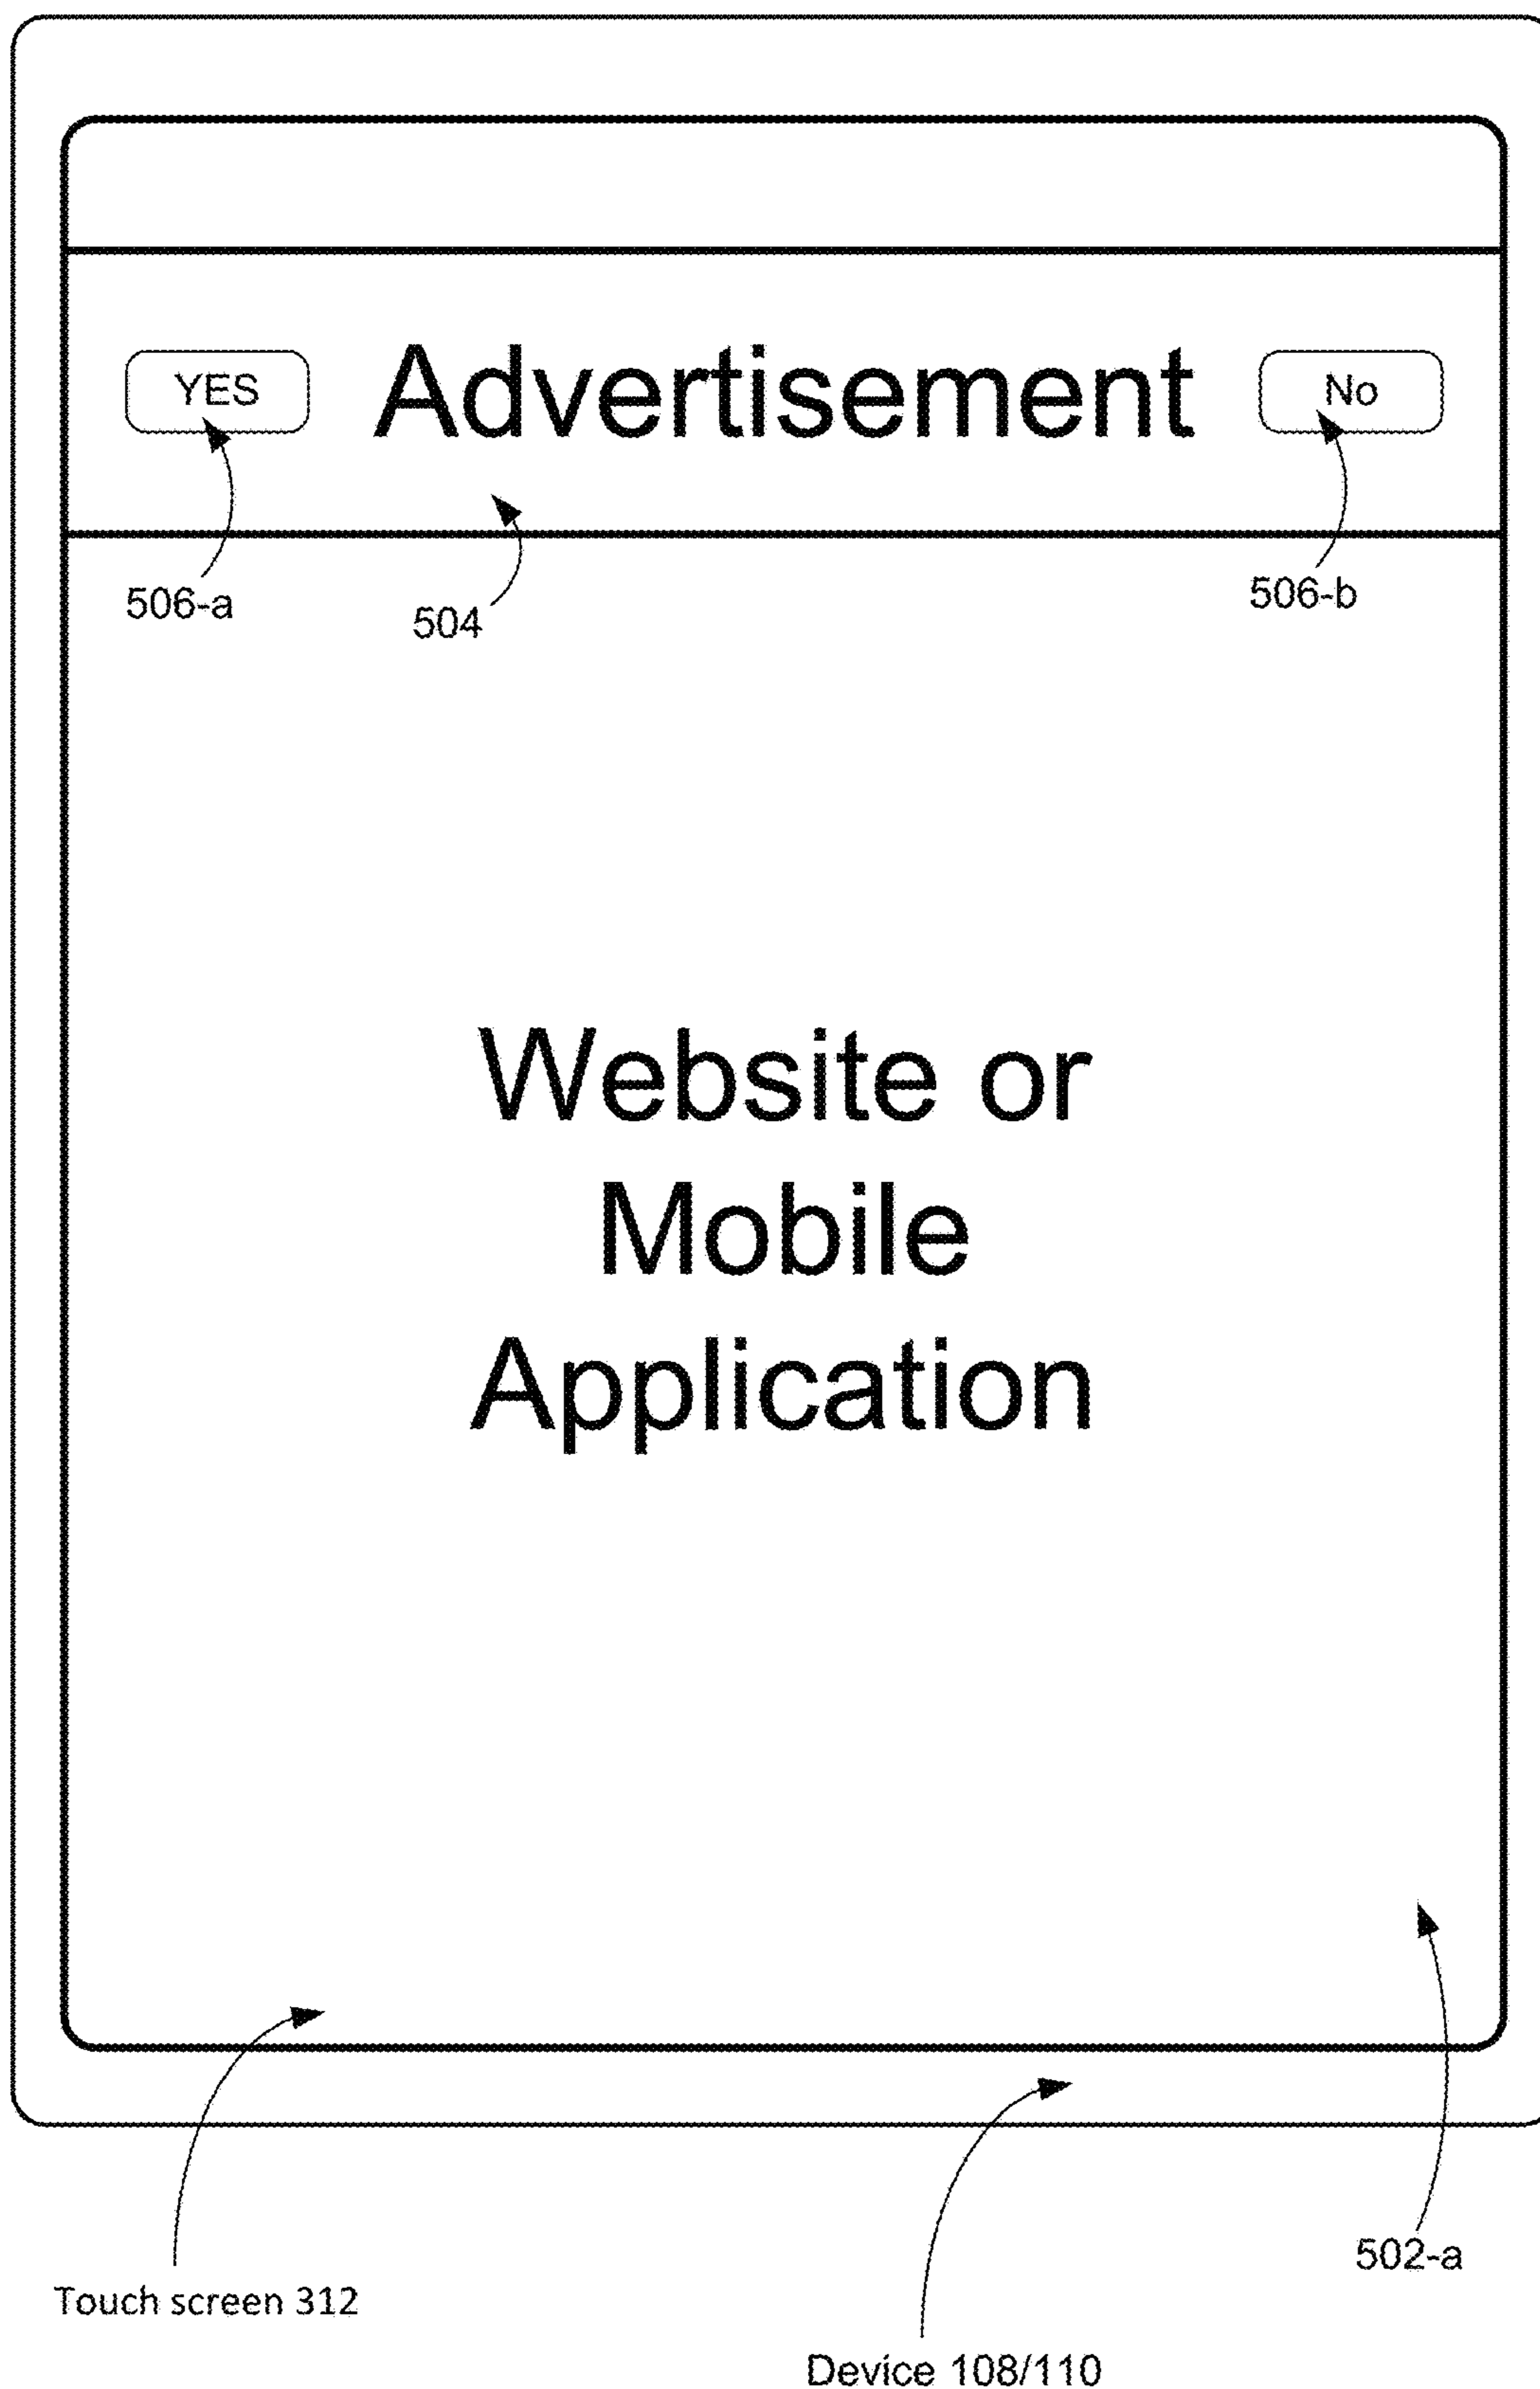 YES
Advertisement
No
506-a
504
506-b
Website or
Mobile
Application
502-a
Touch screen 312
Device 108/110